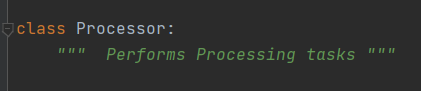 class Processor:
    """  Performs Processing tasks """